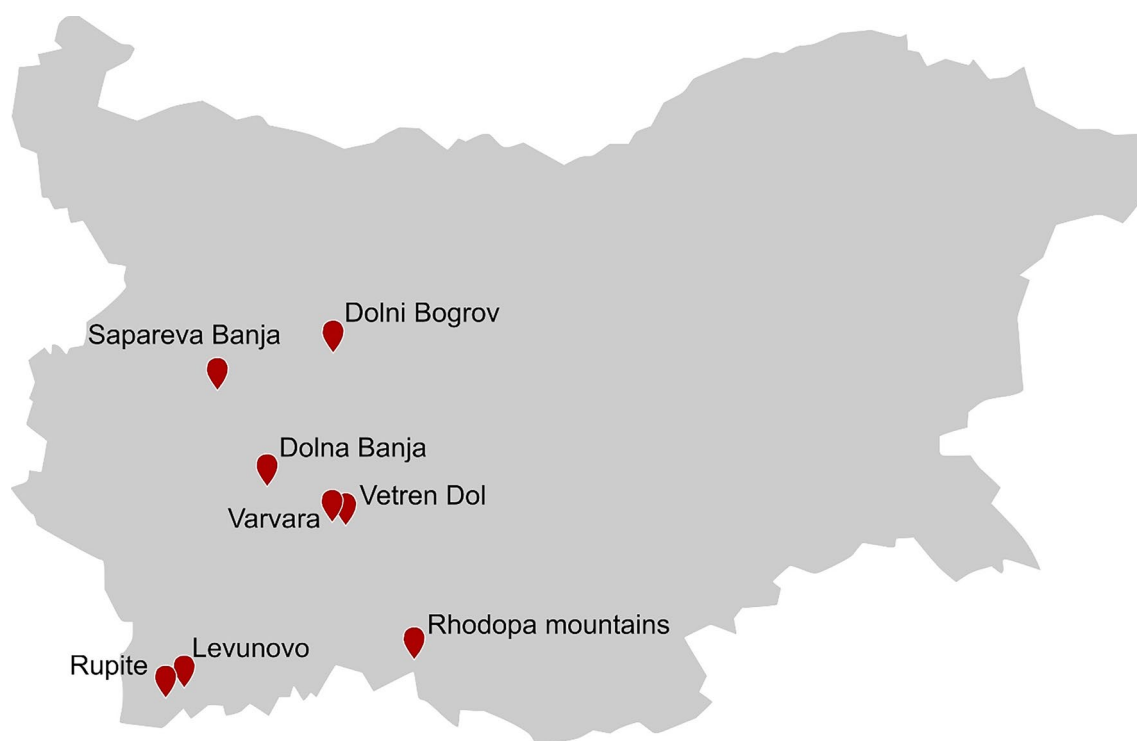 Dolni Bogrov
Sapareva Banja
Dolna Banja
Vetren Dol
Varvara
Rhodopa mountains
Levunovo
Rupite